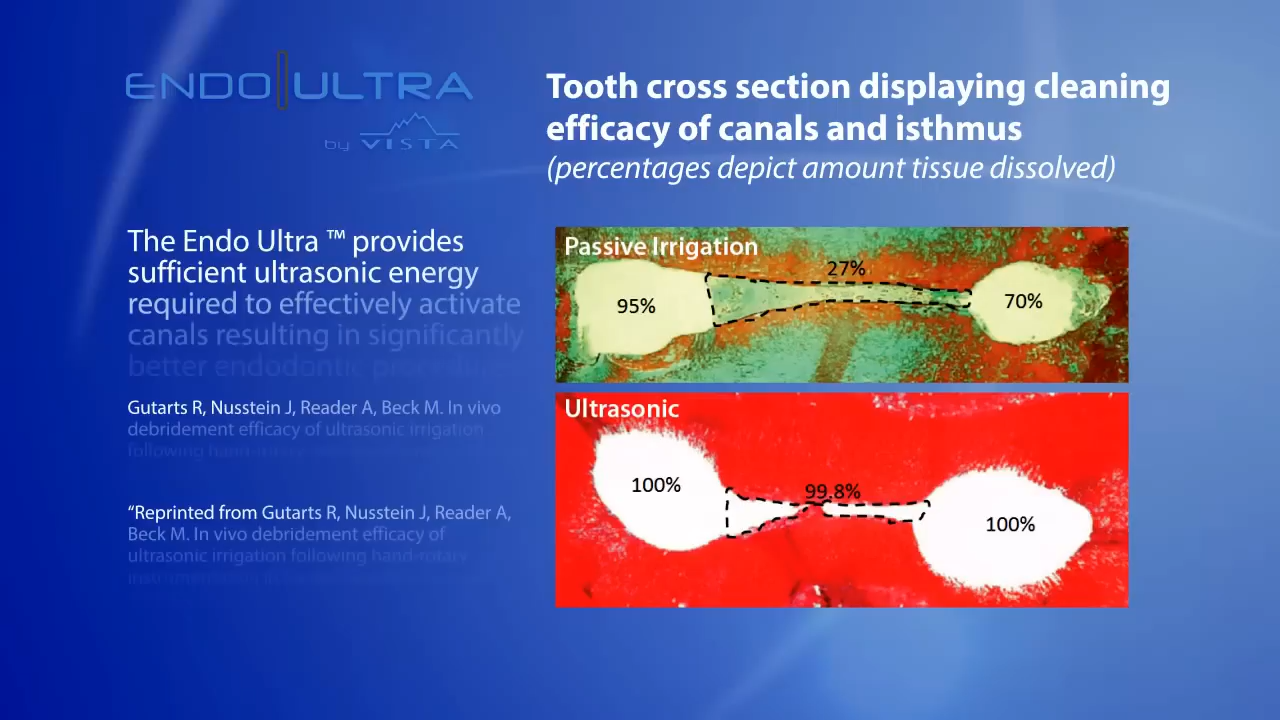 ENDO ULTRA
by VISTA
Tooth cross section displaying cleaning
efficacy of canals and isthmus
(percentages depict amount tissue dissolved)
The Endo Ultra ™ provides
sufficient ultrasonic energy
required to effectively activate
canals resulting in significantly
better endodontic
Gutarts R, Nusstein J, Reader A, Beck M. In vivo
debridement efficacy of ultrasonic irrigation
following
“Reprinted from Gutarts R, Nusstein J, Reader A,
Beck M. In vivo debridement efficacy of
ultrasonic irrigation following hand-rotary
Passive Irrigation
95%
27%
70%
Ultrasonic
100%
99.8%
100%